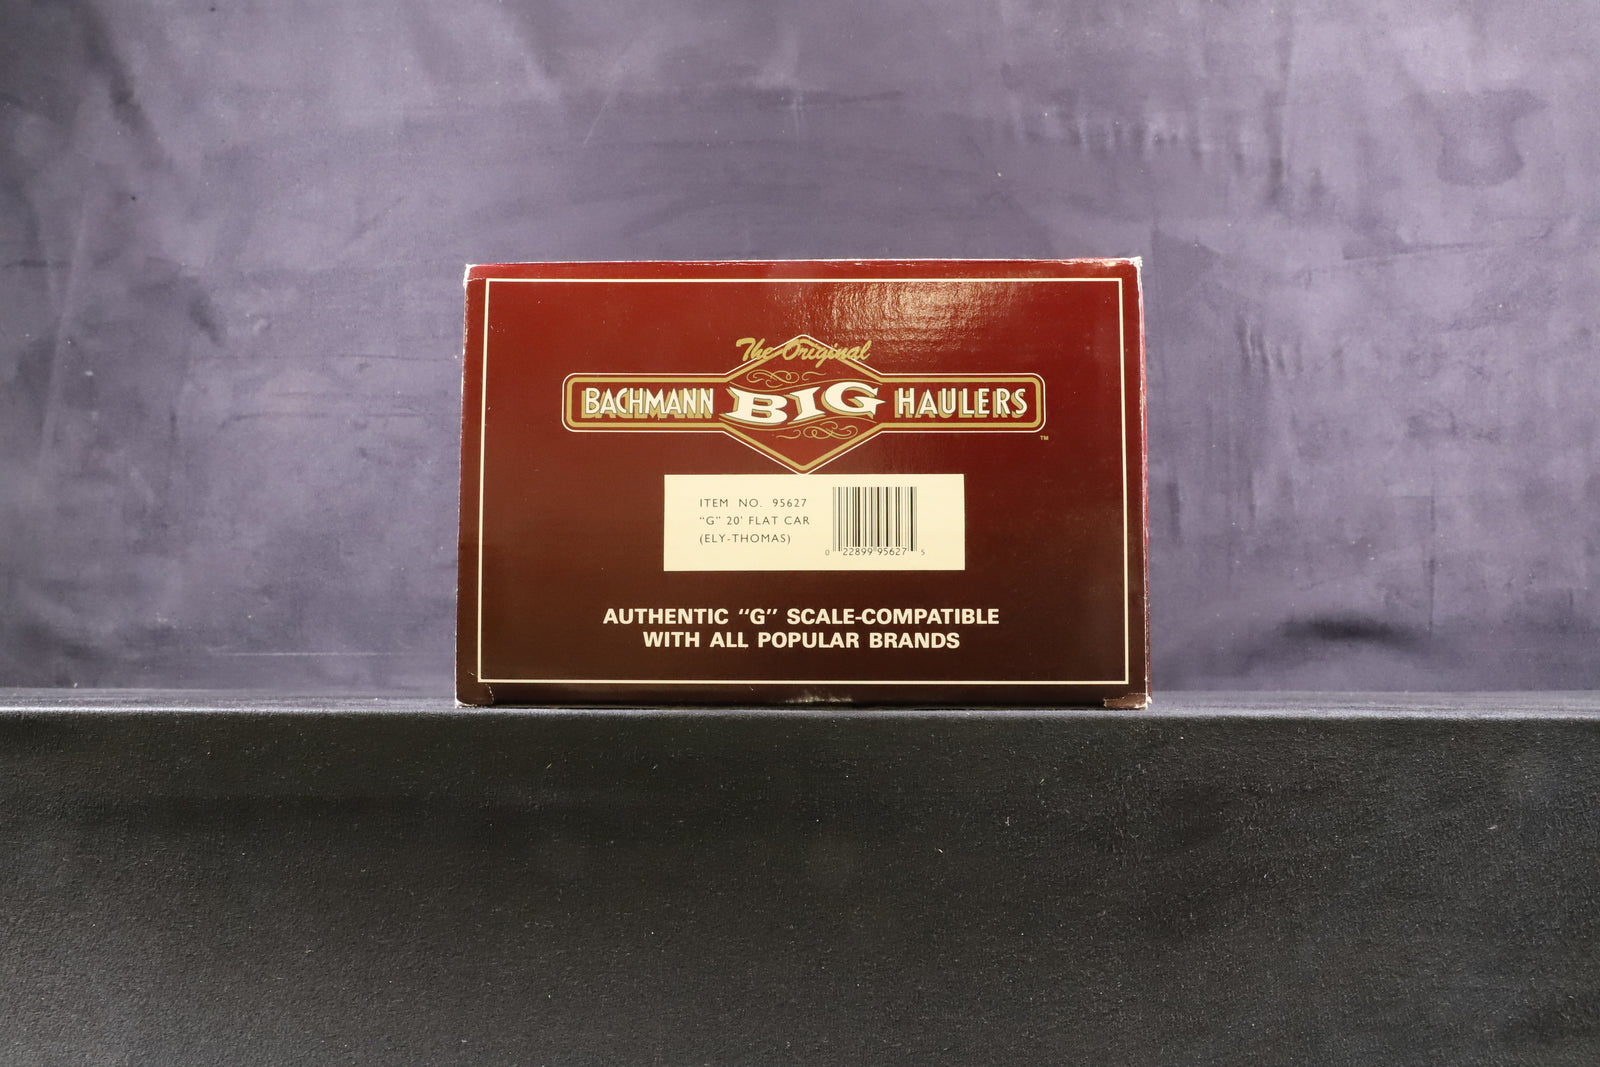 The Original
BACHMANN BIG HAULERS
TM
ITEM NO. 95627
"G" 20' FLAT CAR
(ELY-THOMAS)
0 22899 95627 5
AUTHENTIC "G" SCALE-COMPATIBLE
WITH ALL POPULAR BRANDS